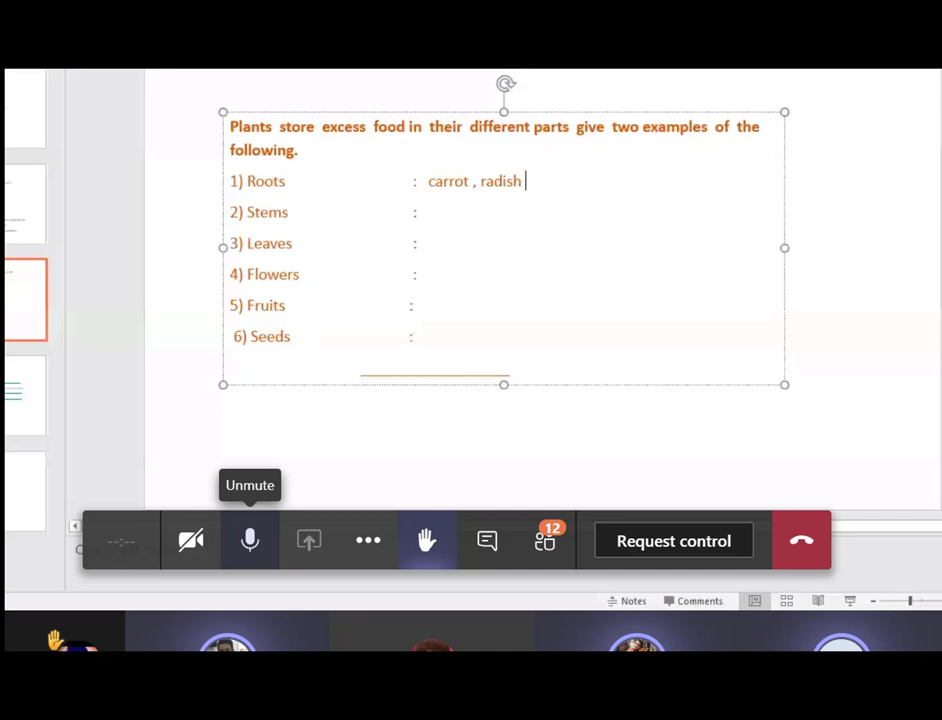 Plants store excess food in their different parts give two examples of the
following.
1) Roots : carrot , radish
2) Stems :
3) Leaves :
4) Flowers :
5) Fruits :
6) Seeds :
Unmute
12
Request control
Notes Comments